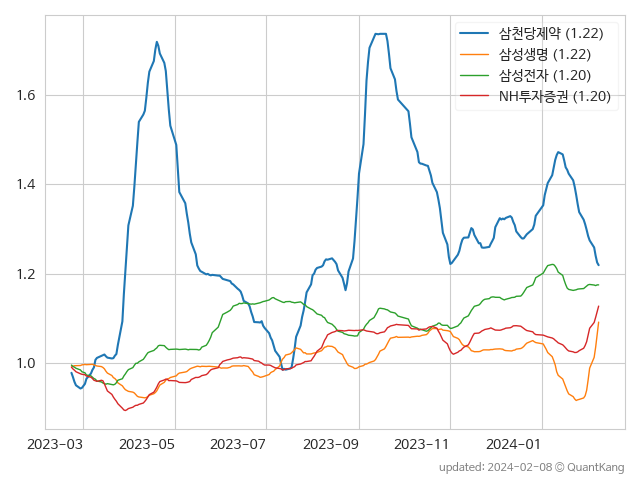 삼천당제약 (1.22)
삼성생명 (1.22)
삼성전자 (1.20)
NH투자증권 (1.20)
1.6
1.4
1.2
1.0
2023-03 2023-05 2023-07 2023-09 2023-11 2024-01
updated: 2024-02-08 © QuantKang